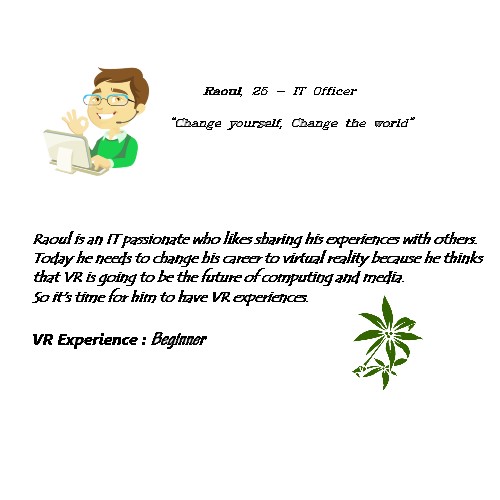 Raoul, 25 – IT Officer
"Change yourself, Change the world"
Raoul is an IT passionate who likes sharing his experiences with others.
Today he needs to change his career to virtual reality because he thinks
that VR is going to be the future of computing and media.
So it's time for him to have VR experiences.
VR Experience : Beginner